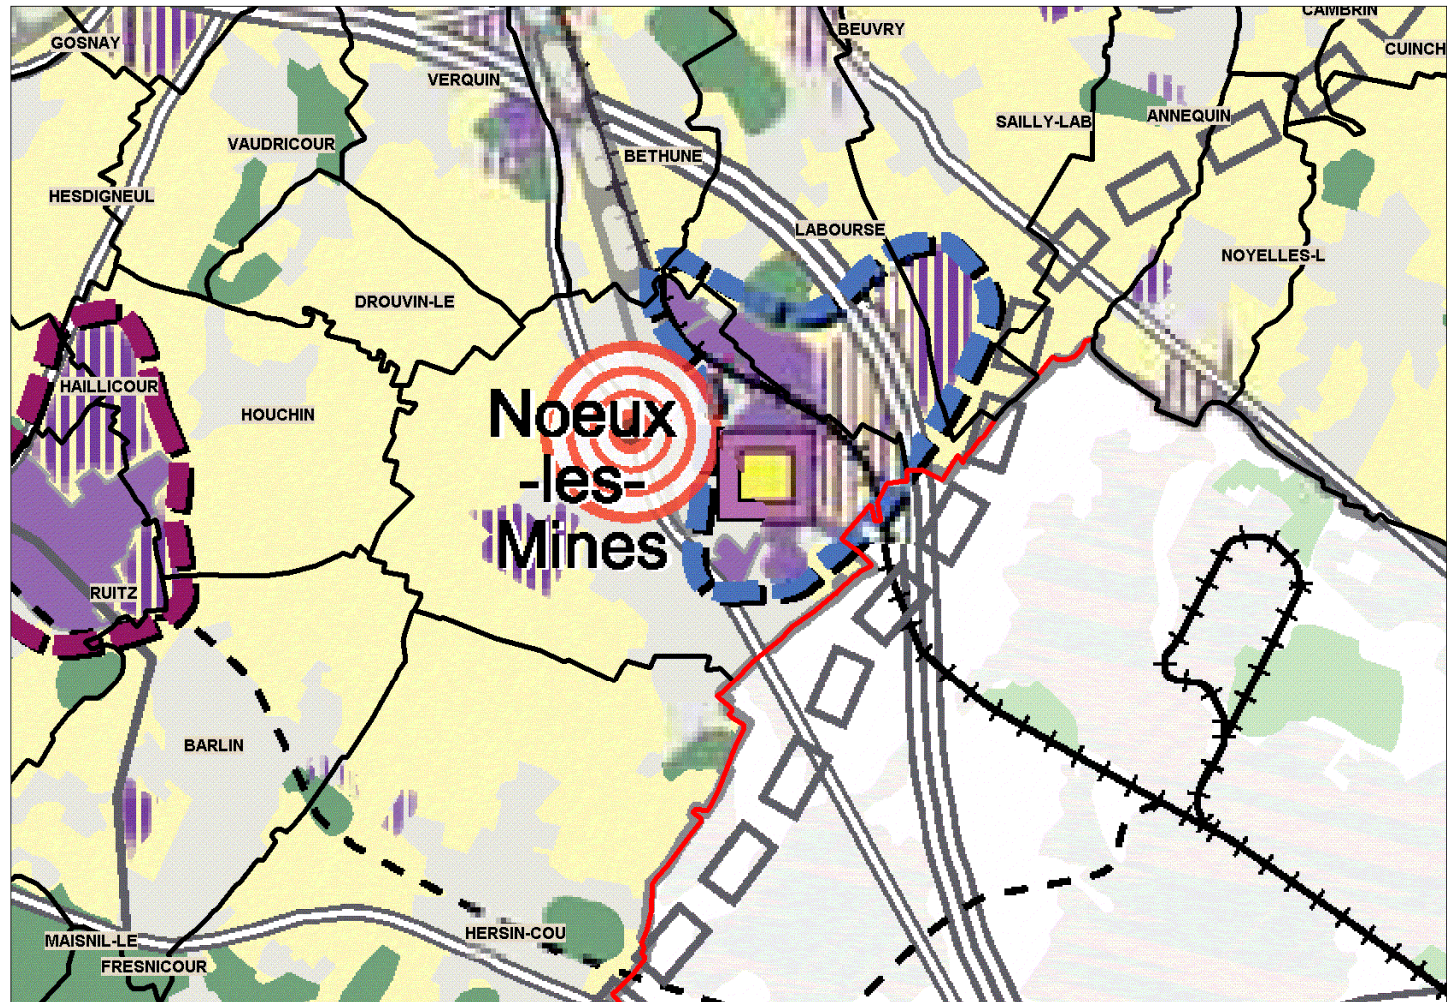 CAMBRIN
GOSNAY
BEUVRY
CUINCH
VERQUIN
ANNEQUIN
SAILLY-LAB
VAUDRICOUR
BETHUNE
HESDIGNEUL
LABOURSE
NOYELLES-L
DROUVIN-LE
HAILLICOUR
HOUCHIN
Noeux
-les-
Mines
RUITZ
BARLIN
HERSIN-COU
MAISNIL-LE
FRESNICOUR